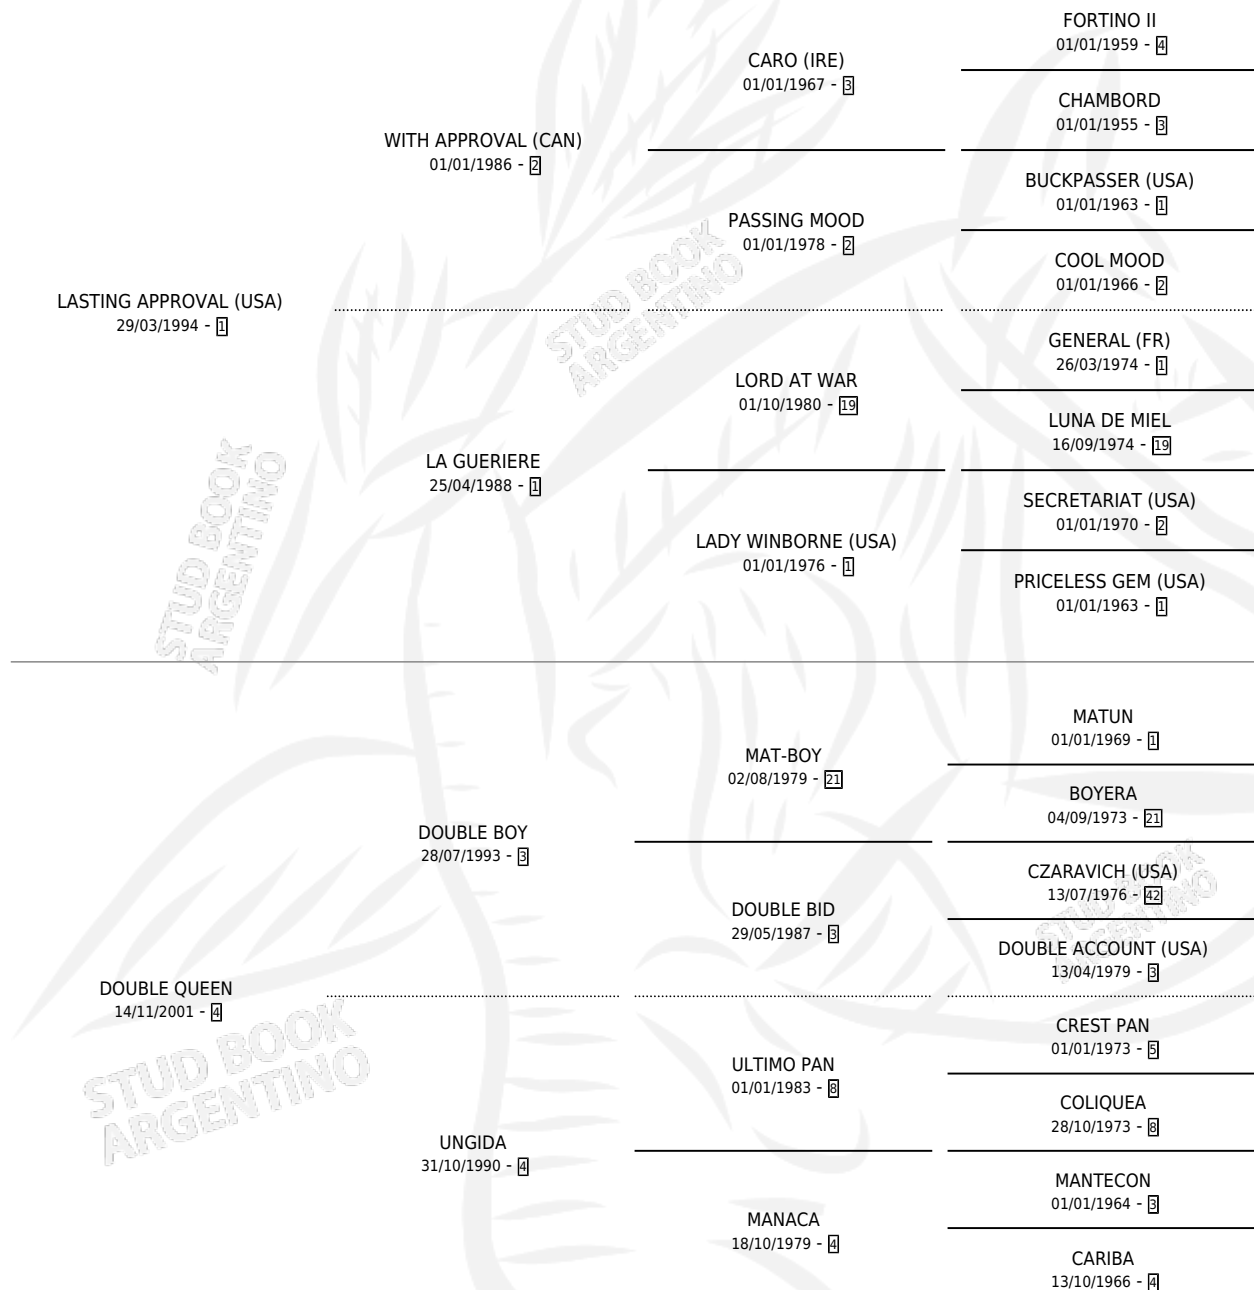 FORTINO II
01/01/1959 - 4
CARO (IRE)
01/01/1967 - 3
CHAMBORD
01/01/1955 - 3
WITH APPROVAL (CAN)
01/01/1986 - 2
BUCKPASSER (USA)
01/01/1963 - 1
PASSING MOOD
01/01/1978 - 2
COOL MOOD
01/01/1966 - 2
LASTING APPROVAL (USA)
29/03/1994 - 1
GENERAL (FR)
26/03/1974 - 1
LORD AT WAR
01/10/1980 - 19
LUNA DE MIEL
16/09/1974 - 19
LA GUERIERE
25/04/1988 - 1
SECRETARIAT (USA)
01/01/1970 - 2
LADY WINBORNE (USA)
01/01/1976 - 1
PRICELESS GEM (USA)
01/01/1963 - 1
STUD BOOK
ARGENTINO
STUD BOOK
ARGENTINO
MATUN
01/01/1969 - 1
MAT-BOY
02/08/1979 - 21
BOYERA
04/09/1973 - 21
DOUBLE BOY
28/07/1993 - 3
CZARAVICH (USA)
13/07/1976 - 42
DOUBLE BID
29/05/1987 - 3
DOUBLE ACCOUNT (USA)
13/04/1979 - 3
DOUBLE QUEEN
14/11/2001 - 4
CREST PAN
01/01/1973 - 5
ULTIMO PAN
01/01/1983 - 8
COLIQUEA
28/10/1973 - 8
UNGIDA
31/10/1990 - 4
MANTECON
01/01/1964 - 3
MANACA
18/10/1979 - 4
CARIBA
13/10/1966 - 4
STUD BOOK
ARGENTINO
STUD BOOK
ARGENTINO